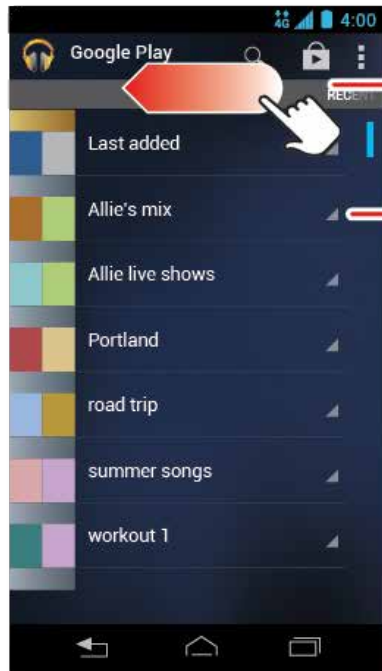 4G 4:00
Google Play
RECENT
Last added
Allie's mix
Allie live shows
Portland
road trip
summer songs
workout 1